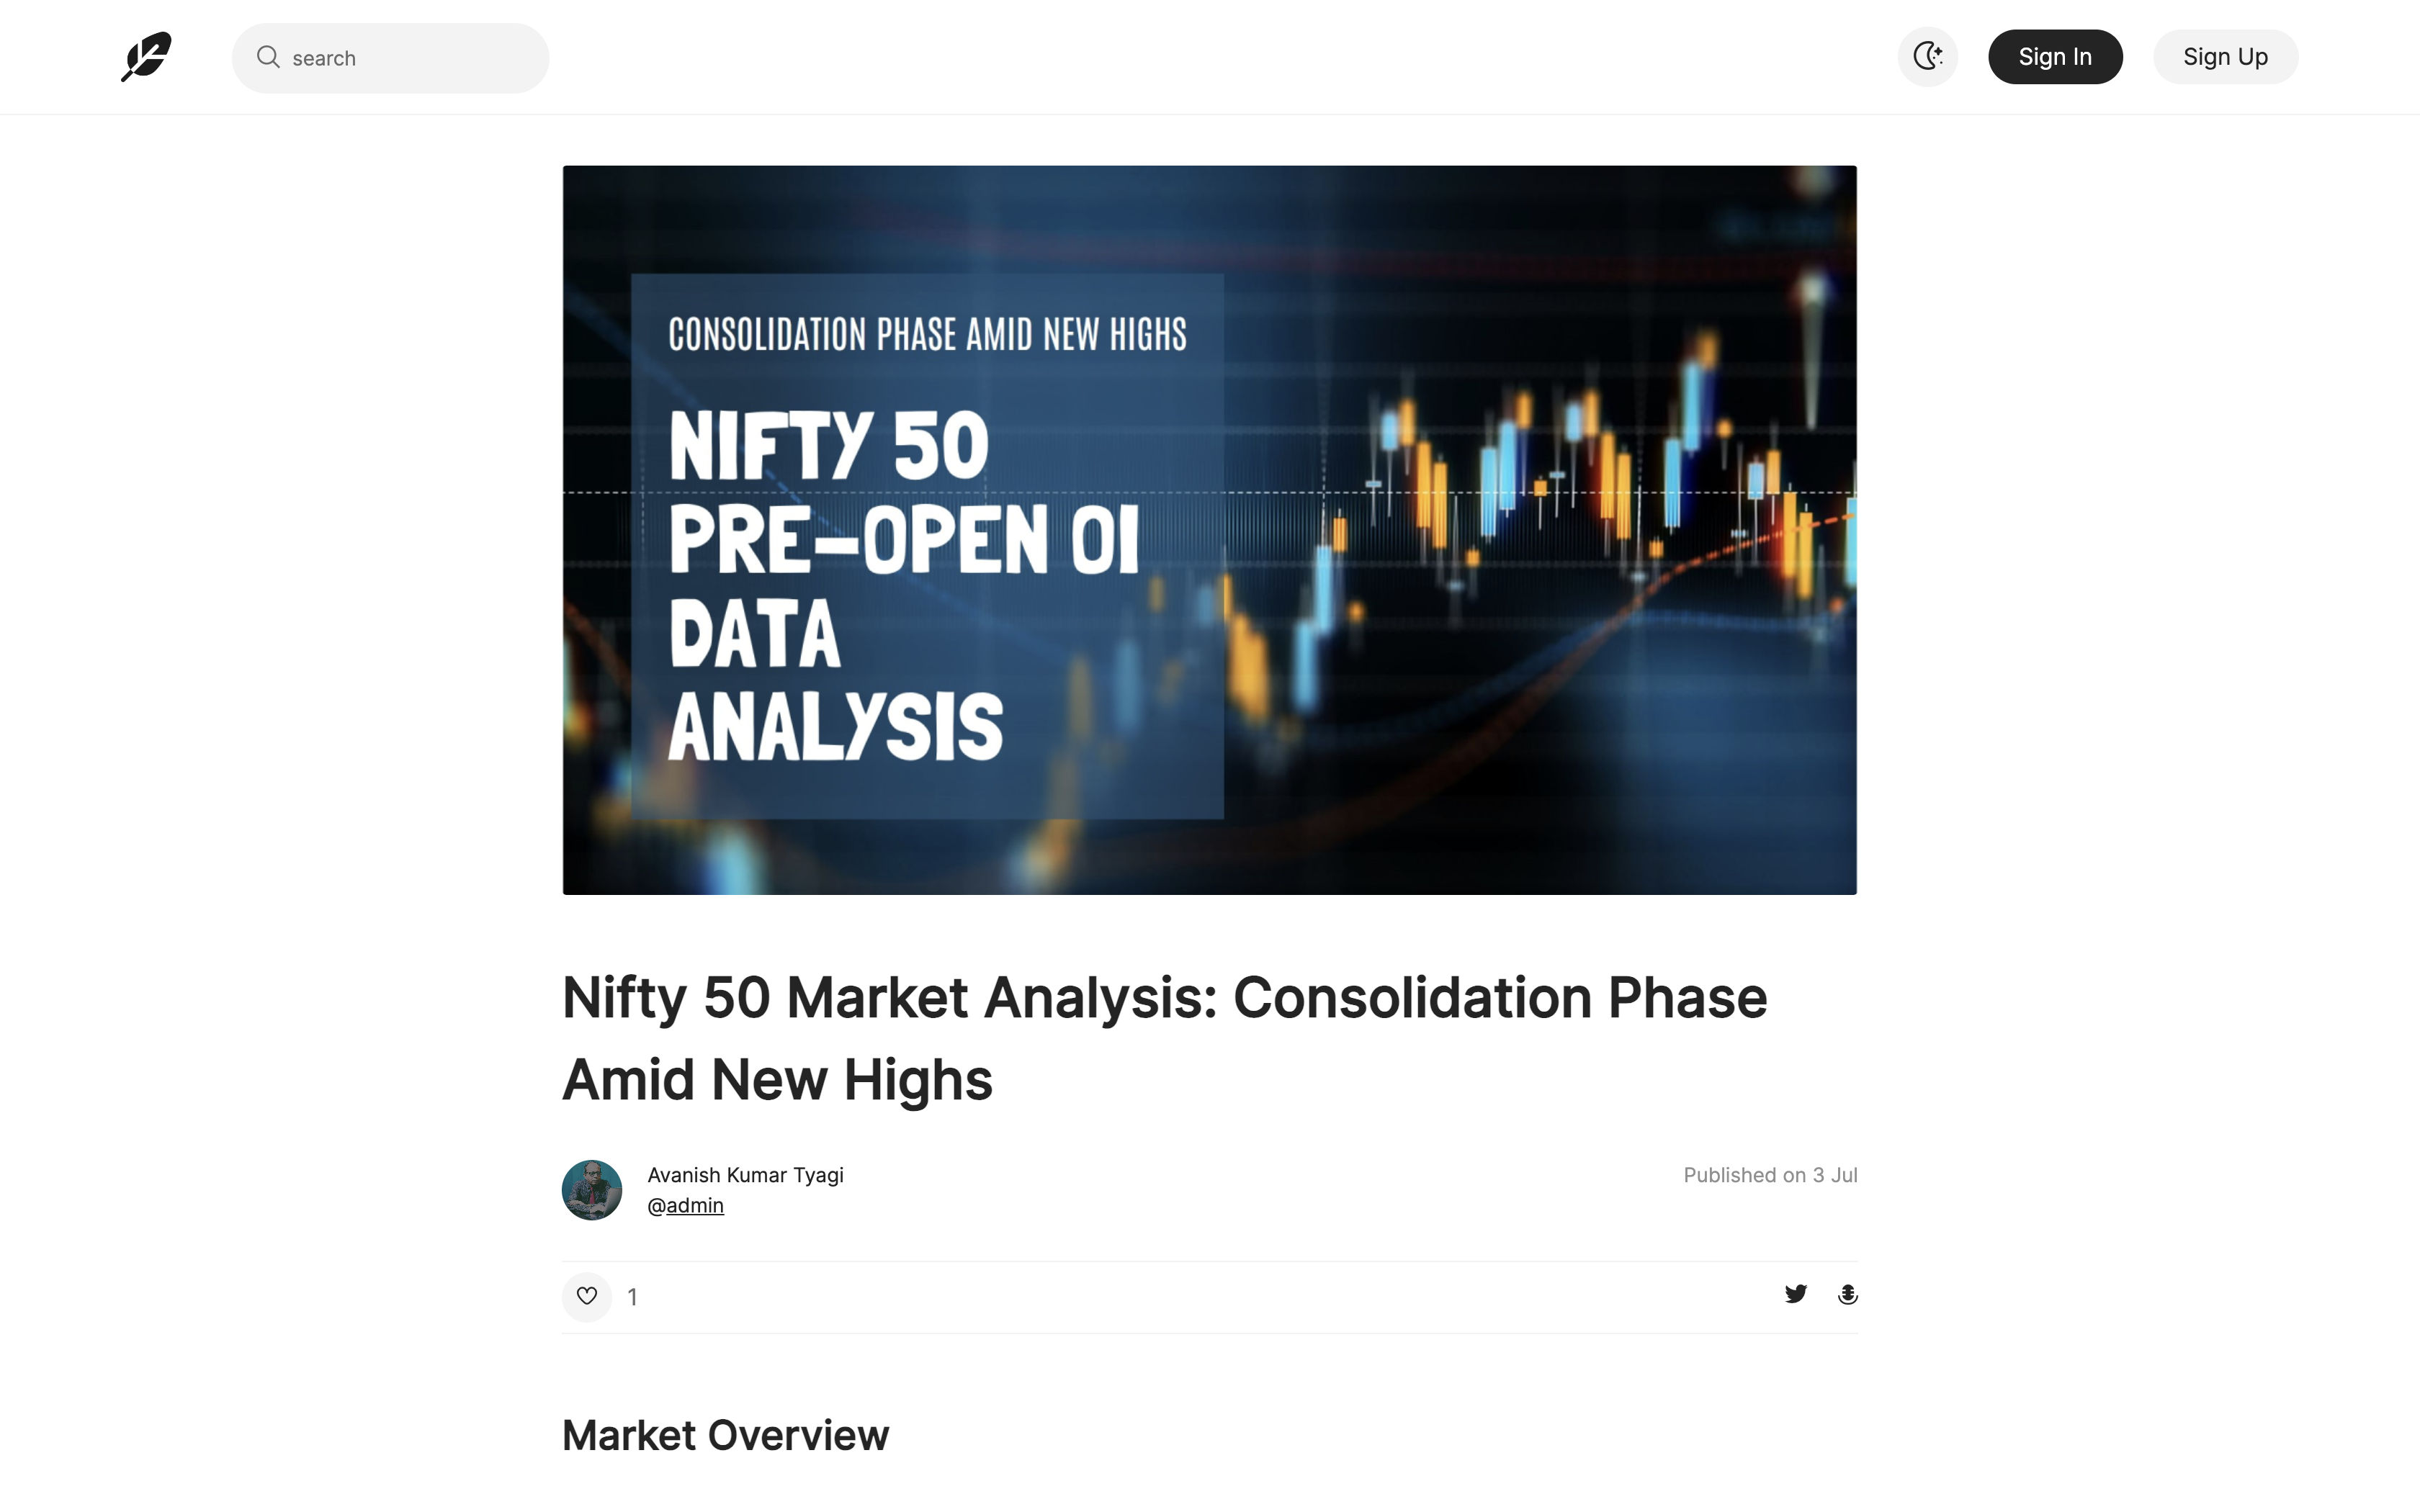 search
Sign In
Sign Up
CONSOLIDATION PHASE AMID NEW HIGHS
NIFTY 50
PRE-OPEN OI
DATA
ANALYSIS
Nifty 50 Market Analysis: Consolidation Phase
Amid New Highs
Avanish Kumar Tyagi
@admin
Published on 3 Jul
1
Market Overview